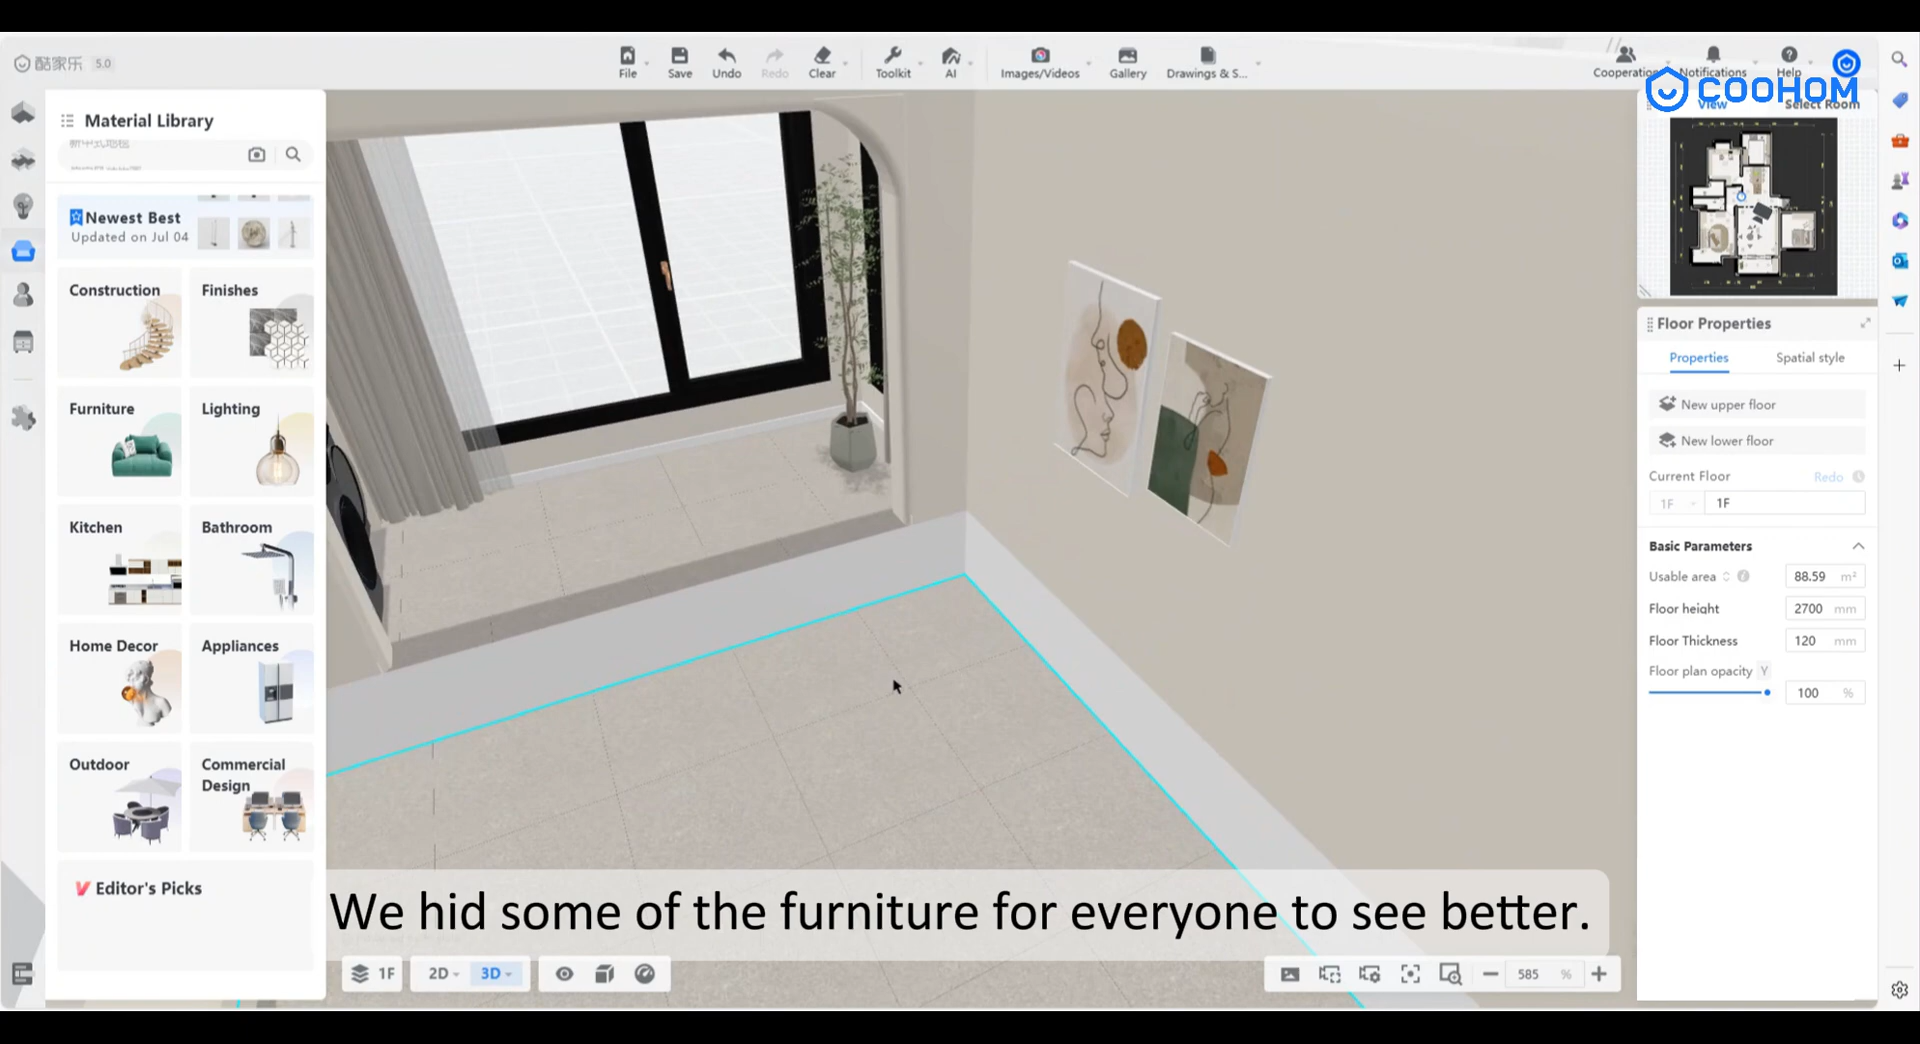 酷家乐 5.0
File
Save
Undo
Redo
Clear
Toolkit
AI
Images/Videos
Gallery
Drawings & S...
Cooperation
Notifications
Help
COOHOM
View
Select Room
Material Library
Newest Best
Updated on Jul 04
Construction
Finishes
Furniture
Lighting
Kitchen
Bathroom
Home Decor
Appliances
Outdoor
Commercial
Design
Editor's Picks
Floor Properties
Properties
Spatial style
New upper floor
New lower floor
Current Floor
Redo
1F
1F
Basic Parameters
Usable area
88.59 m²
Floor height
2700 mm
Floor Thickness
120 mm
Floor plan opacity Y
100 %
We hid some of the furniture for everyone to see better.
1F
2D
3D
585 %